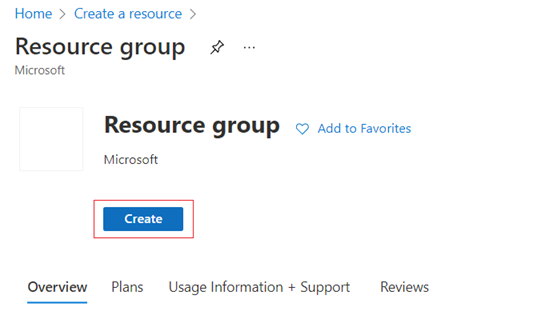 Home > Create a resource >
Resource group ...
Microsoft
Resource group Add to Favorites
Microsoft
Create
Overview Plans Usage Information + Support Reviews